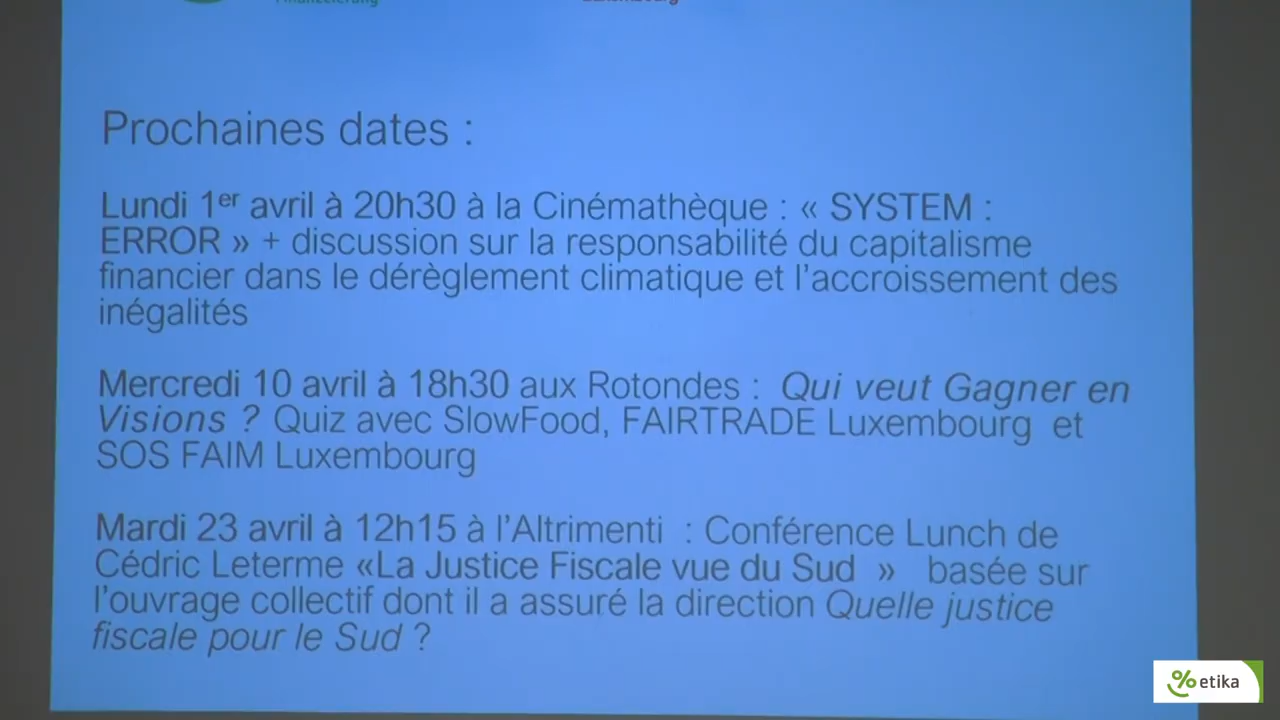 Finanzéierung
Prochaines dates :
Lundi 1er avril à 20h30 à la Cinémathèque : « SYSTEM :
ERROR » + discussion sur la responsabilité du capitalisme
financier dans le dérèglement climatique et l'accroissement des
inégalités
Mercredi 10 avril à 18h30 aux Rotondes : Qui veut Gagner en
Visions ? Quiz avec SlowFood, FAIRTRADE Luxembourg et
SOS FAIM Luxembourg
Mardi 23 avril à 12h15 à l'Altrimenti : Conférence Lunch de
Cédric Leterme «La Justice Fiscale vue du Sud » basée sur
l'ouvrage collectif dont il a assuré la direction Quelle justice
fiscale pour le Sud ?
% etika